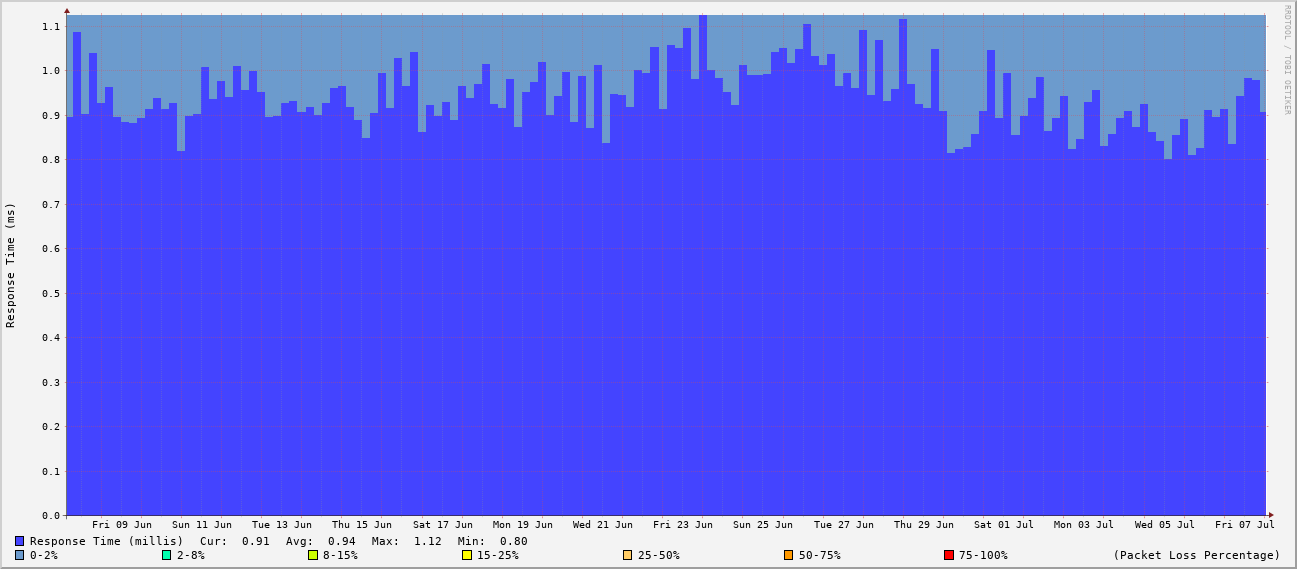 RRDTOOL / TOBI OETIKER
Response Time (ms)
1.1
1.0
0.9
0.8
0.7
0.6
0.5
0.4
0.3
0.2
0.1
0.0
Fri 09 Jun Sun 11 Jun Tue 13 Jun Thu 15 Jun Sat 17 Jun Mon 19 Jun Wed 21 Jun Fri 23 Jun Sun 25 Jun Tue 27 Jun Thu 29 Jun Sat 01 Jul Mon 03 Jul Wed 05 Jul Fri 07 Jul
Response Time (millis) Cur: 0.91 Avg: 0.94 Max: 1.12 Min: 0.80
0-2% 2-8% 8-15% 15-25% 25-50% 50-75% 75-100% (Packet Loss Percentage)